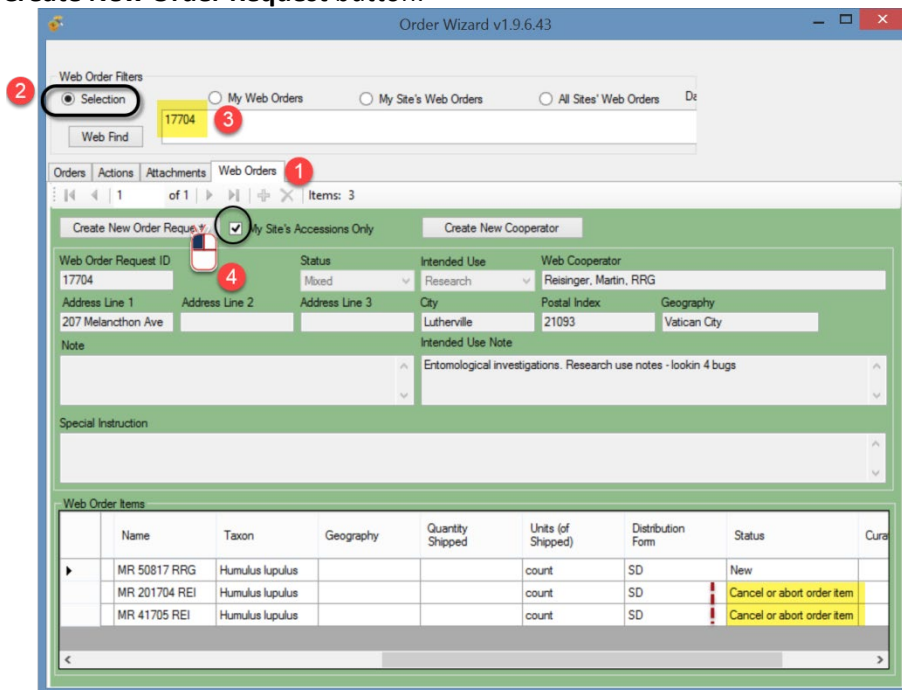 Create New Order Request button.
Order Wizard v1.9.6.43
Web Order Filters
2
Selection My Web Orders My Site's Web Orders All Sites' Web Orders Da
17704 3
Web Find
Orders Actions Attachments Web Orders 1
1 of 1 Items: 3
Create New Order Request My Site's Accessions Only Create New Cooperator
4
Web Order Request ID Status Intended Use Web Cooperator
17704 Mixed Research Reisinger, Martin, RRG
Address Line 1 Address Line 2 Address Line 3 City Postal Index Geography
207 Melancthon Ave Lutherville 21093 Vatican City
Note Intended Use Note
Entomological investigations. Research use notes - lookin 4 bugs
Special Instruction
Web Order Items
Name Taxon Geography Quantity Shipped Units (of Shipped) Distribution Form Status Cura
MR 50817 RRG Humulus lupulus count SD New
MR 201704 REI Humulus lupulus count SD Cancel or abort order item
MR 41705 REI Humulus lupulus count SD Cancel or abort order item